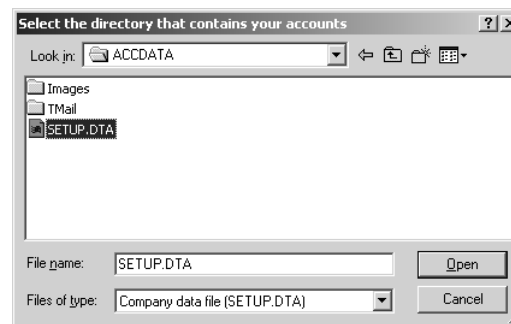 Select the directory that contains your accounts
Look in: ACCDATA
Images
TMail
SETUP.DTA
File name: SETUP.DTA Open
Files of type: Company data file (SETUP.DTA) Cancel